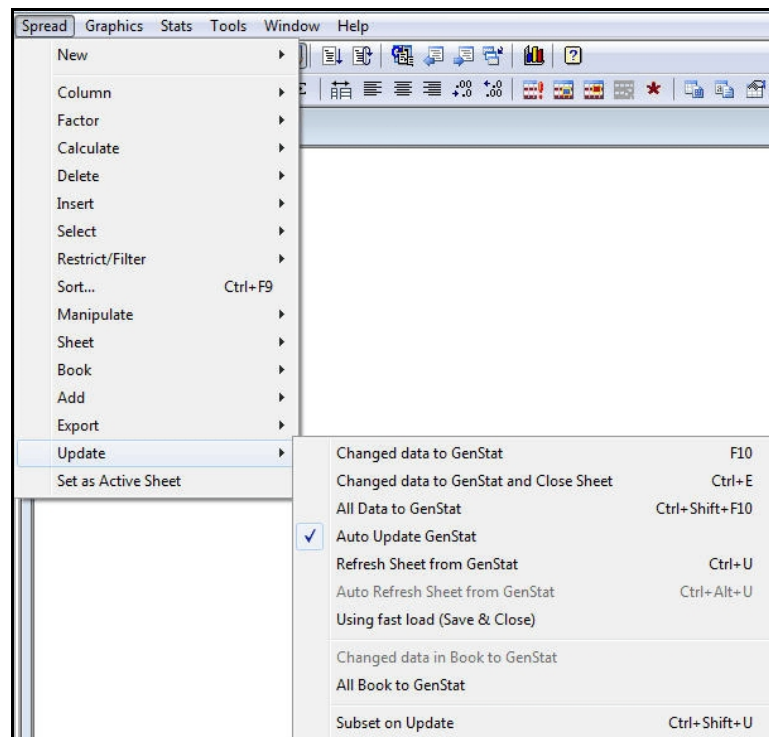 Spread Graphics Stats Tools Window Help
New
Column
Factor
Calculate
Delete
Insert
Select
Restrict/Filter
Sort... Ctrl+F9
Manipulate
Sheet
Book
Add
Export
Update
Set as Active Sheet
Changed data to GenStat F10
Changed data to GenStat and Close Sheet Ctrl+E
All Data to GenStat Ctrl+Shift+F10
Auto Update GenStat
Refresh Sheet from GenStat Ctrl+U
Auto Refresh Sheet from GenStat Ctrl+Alt+U
Using fast load (Save & Close)
Changed data in Book to GenStat
All Book to GenStat
Subset on Update Ctrl+Shift+U